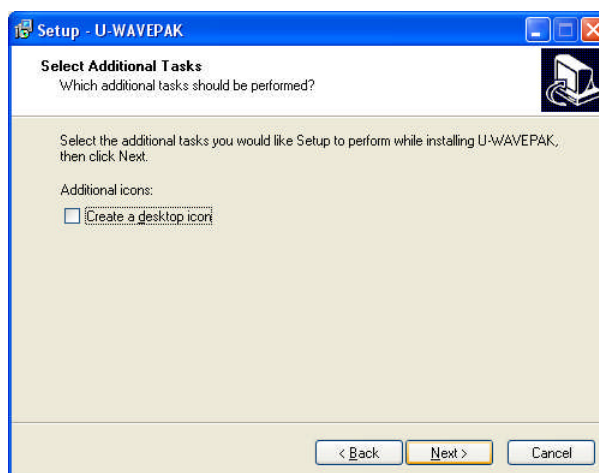 Setup - U-WAVEPAK
Select Additional Tasks
Which additional tasks should be performed?
Select the additional tasks you would like Setup to perform while installing U-WAVEPAK,
then click Next.
Additional icons:
Create a desktop icon
< Back
Next >
Cancel